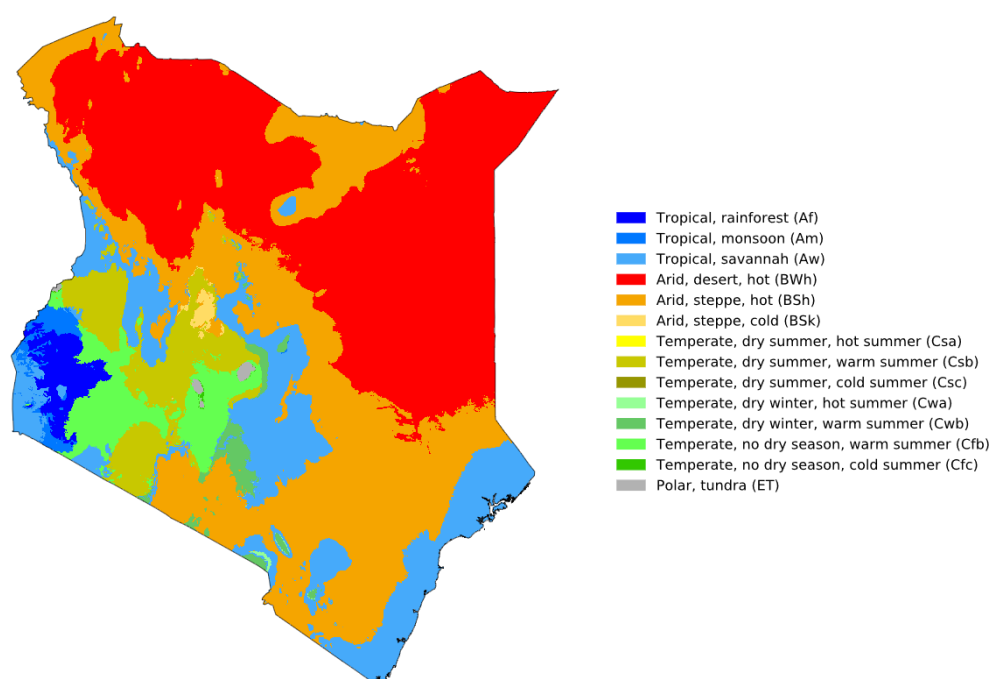 Tropical, rainforest (Af)
Tropical, monsoon (Am)
Tropical, savannah (Aw)
Arid, desert, hot (BWh)
Arid, steppe, hot (BSh)
Arid, steppe, cold (BSk)
Temperate, dry summer, hot summer (Csa)
Temperate, dry summer, warm summer (Csb)
Temperate, dry summer, cold summer (Csc)
Temperate, dry winter, hot summer (Cwa)
Temperate, dry winter, warm summer (Cwb)
Temperate, no dry season, warm summer (Cfb)
Temperate, no dry season, cold summer (Cfc)
Polar, tundra (ET)